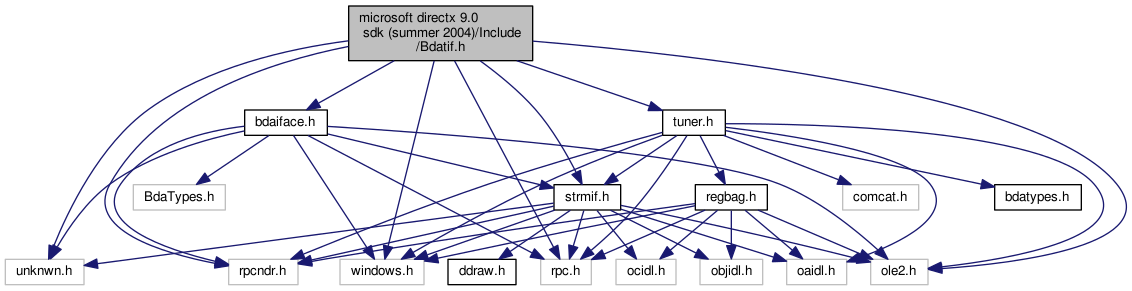 microsoft directx 9.0
sdk (summer 2004)/Include
/Bdatif.h
bdaiface.h
tuner.h
BdaTypes.h
strmif.h
regbag.h
comcat.h
bdatypes.h
unknwn.h
rpcndr.h
windows.h
ddraw.h
rpc.h
ocidl.h
objidl.h
oaidl.h
ole2.h